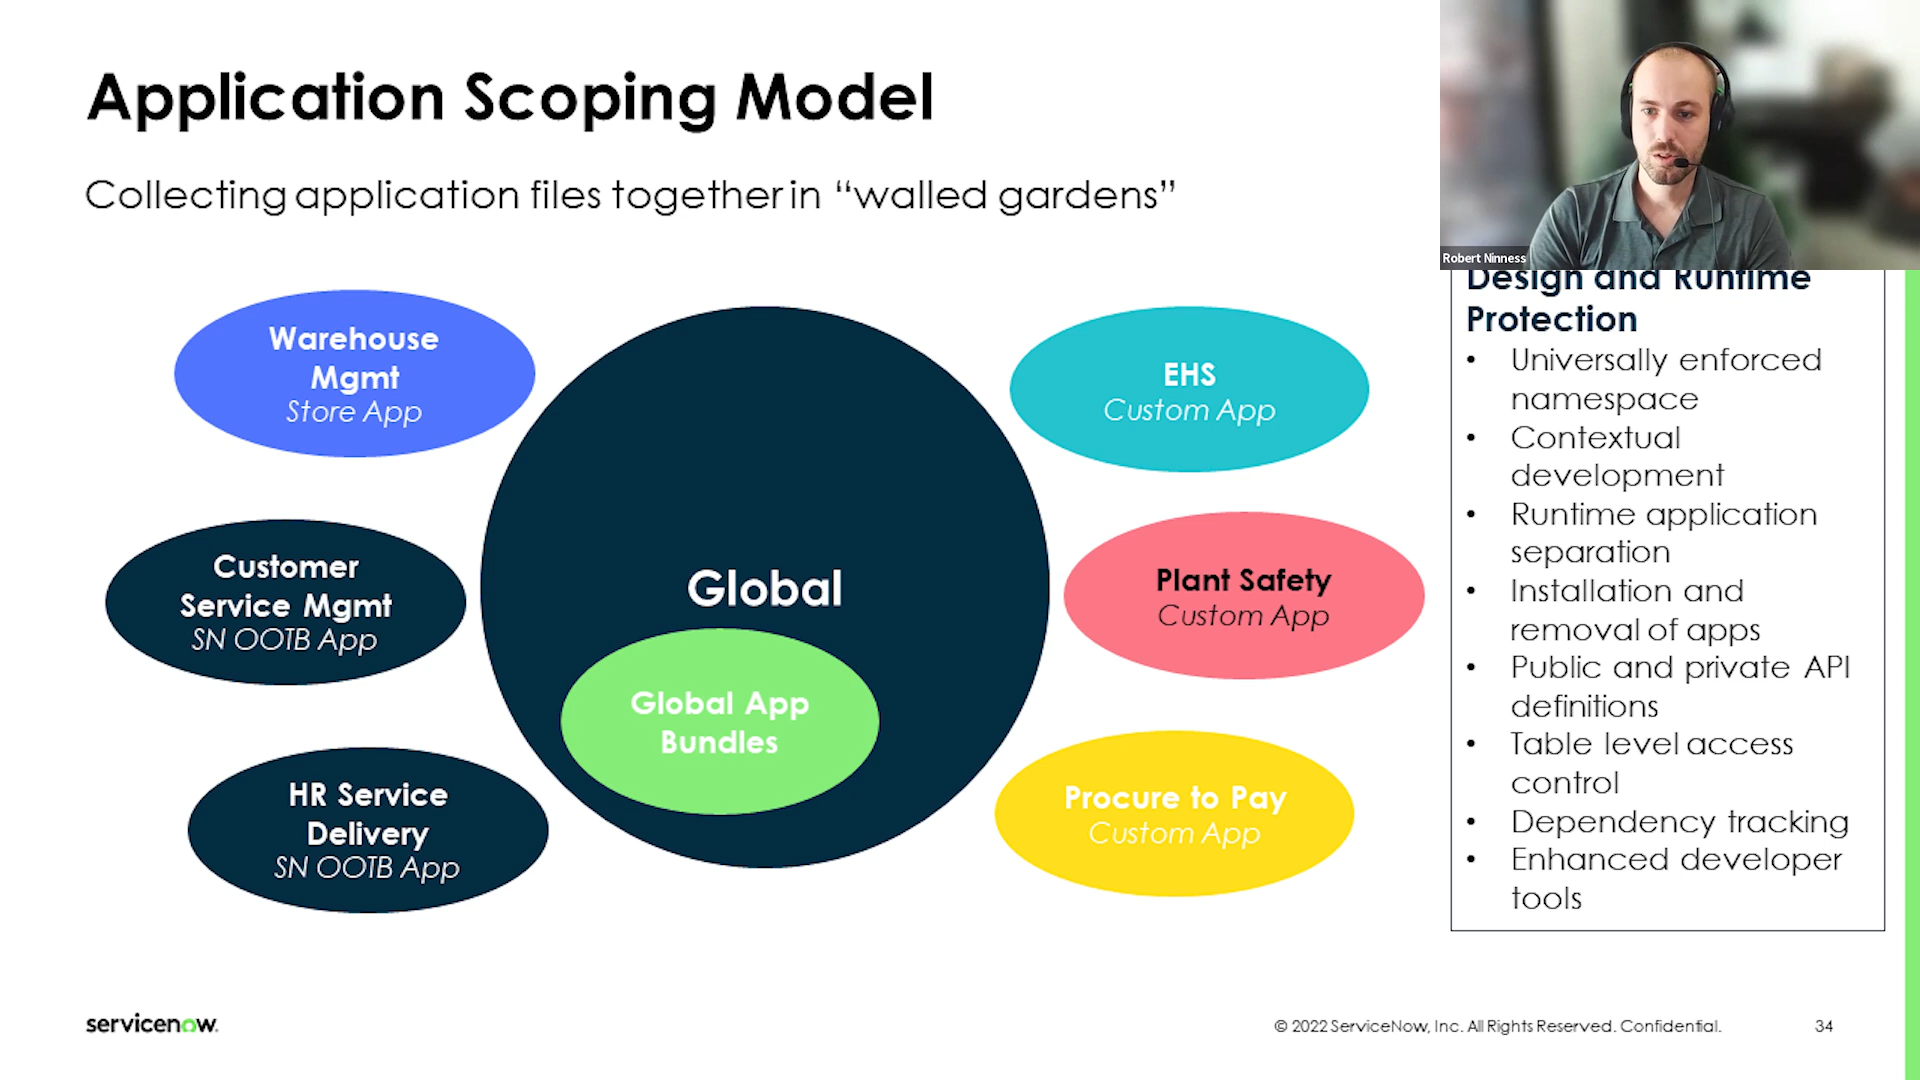 Application Scoping Model
Collecting application files together in “walled gardens”
Robert Ninness
Warehouse
Mgmt
Store App
Customer
Service Mgmt
SN OOTB App
HR Service
Delivery
SN OOTB App
Global
Global App
Bundles
EHS
Custom App
Plant Safety
Custom App
Procure to Pay
Custom App
Design and Runtime
Protection
• Universally enforced
namespace
• Contextual
development
• Runtime application
separation
• Installation and
removal of apps
• Public and private API
definitions
• Table level access
control
• Dependency tracking
• Enhanced developer
tools
servicenow.
© 2022 ServiceNow, Inc. All Rights Reserved. Confidential.
34